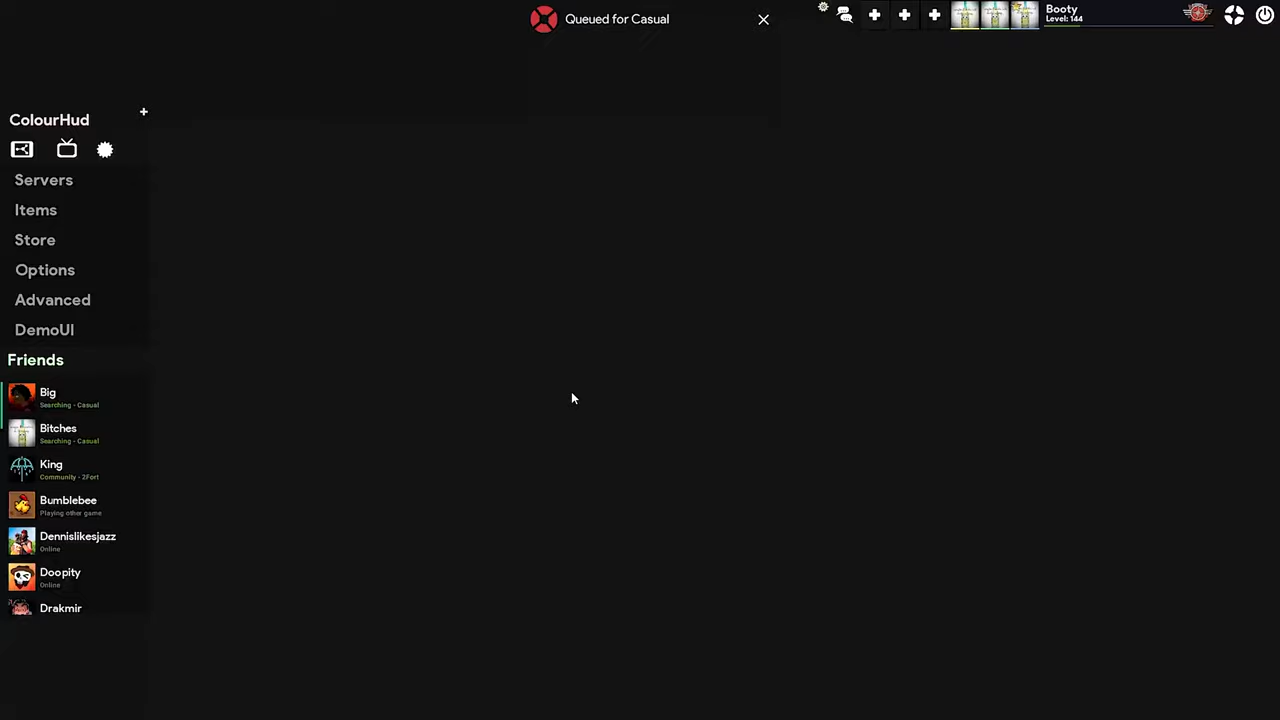 Queued for Casual
Booty
Level: 144
ColourHud
Servers
Items
Store
Options
Advanced
DemoUI
Friends
Big
Searching - Casual
Bitches
Searching - Casual
King
Community - 2Fort
Bumblebee
Playing other game
Dennislikesjazz
Online
Doopity
Online
Drakmir